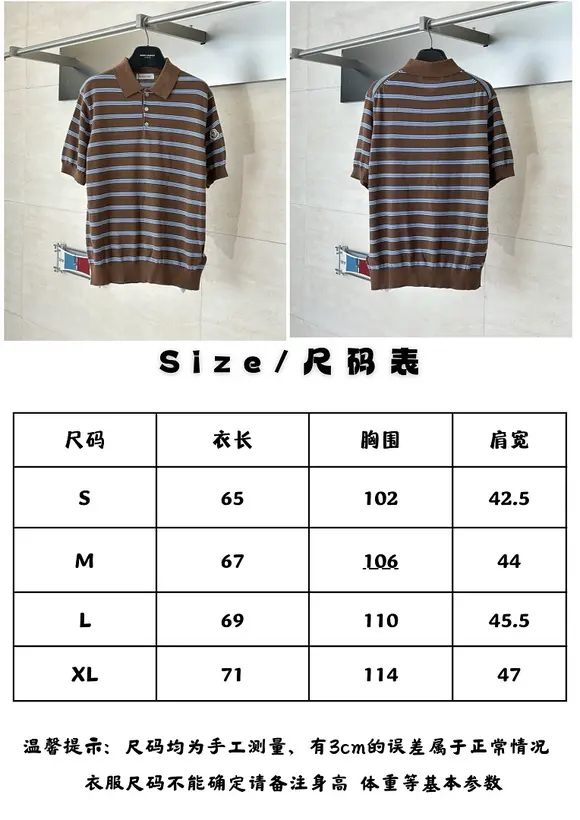 Size/尺码表
尺码 衣长 胸围 肩宽
S 65 102 42.5
M 67 106 44
L 69 110 45.5
XL 71 114 47
温馨提示：尺码均为手工测量、有3cm的误差属于正常情况
衣服尺码不能确定请备注身高 体重等基本参数